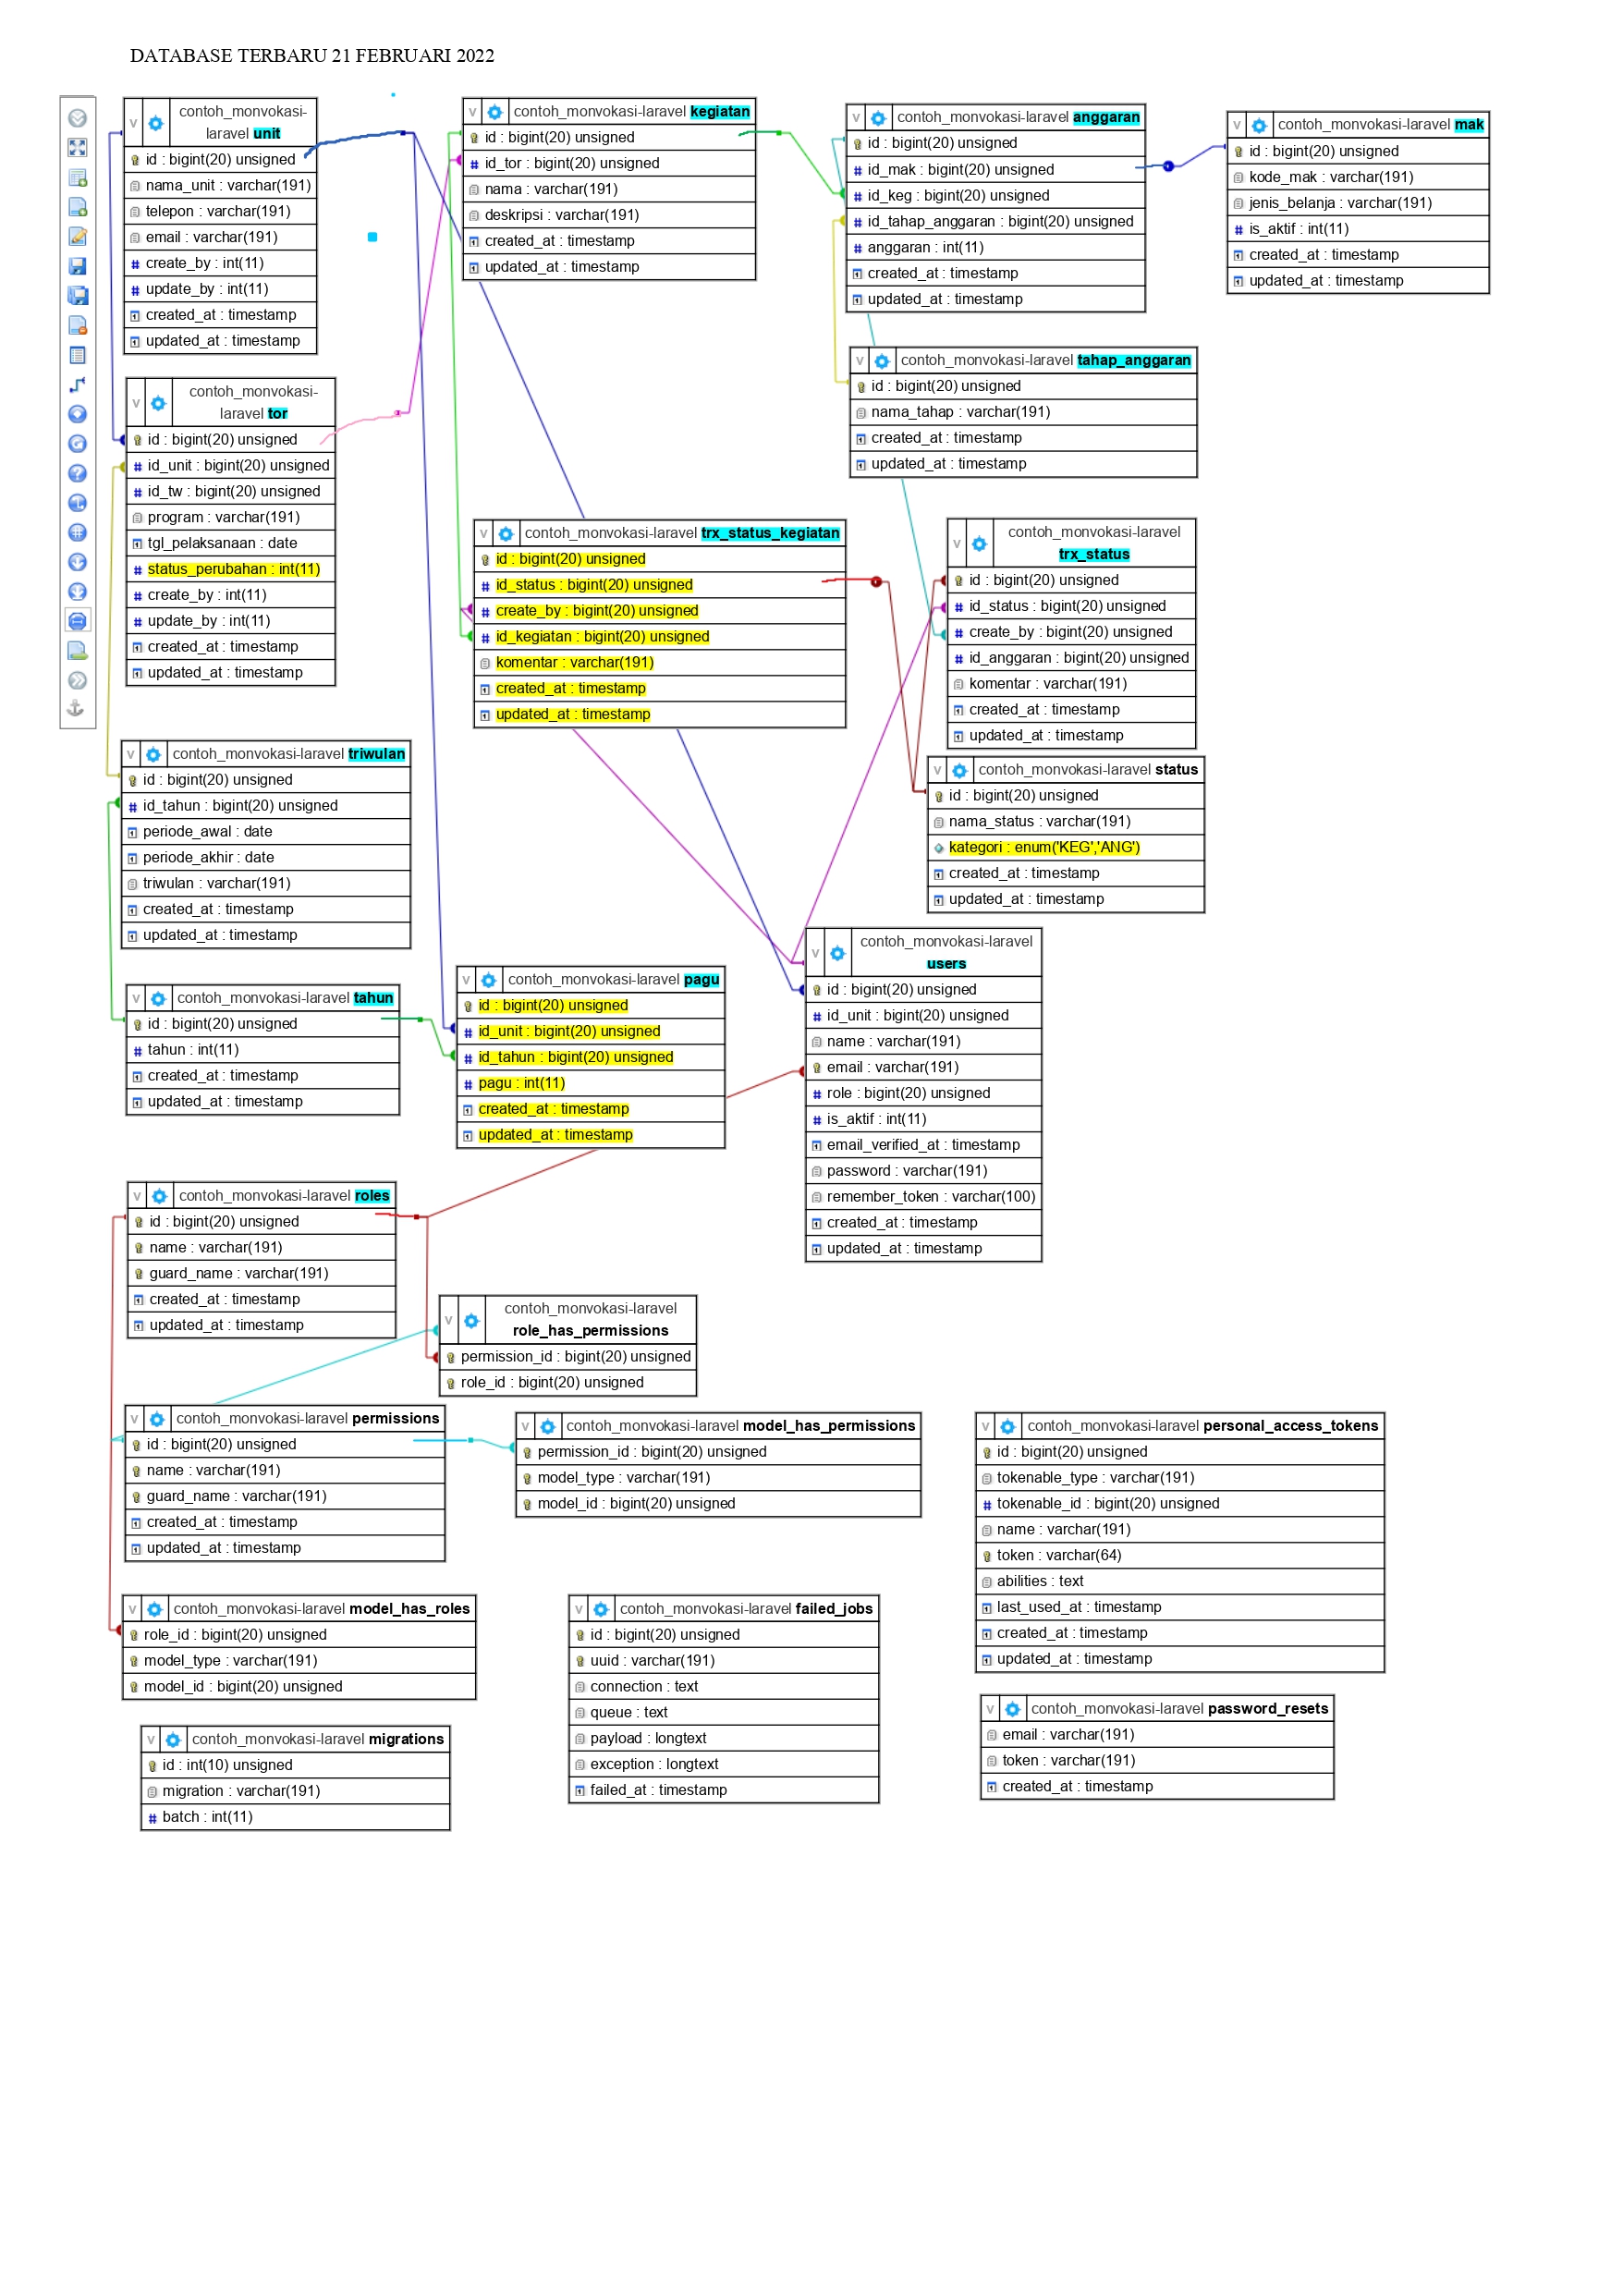 DATABASE TERBARU 21 FEBRUARI 2022
v contoh_monvokasi-
laravel unit
id : bigint(20) unsigned
nama_unit : varchar(191)
telepon : varchar(191)
email : varchar(191)
# create_by : int(11)
# update_by : int(11)
created_at : timestamp
updated_at : timestamp
v contoh_monvokasi-laravel kegiatan
id : bigint(20) unsigned
# id_tor : bigint(20) unsigned
nama : varchar(191)
deskripsi : varchar(191)
created_at : timestamp
updated_at : timestamp
v contoh_monvokasi-laravel anggaran
id : bigint(20) unsigned
# id_mak : bigint(20) unsigned
# id_keg : bigint(20) unsigned
# id_tahap_anggaran : bigint(20) unsigned
# anggaran : int(11)
created_at : timestamp
updated_at : timestamp
v contoh_monvokasi-laravel mak
id : bigint(20) unsigned
kode_mak : varchar(191)
jenis_belanja : varchar(191)
# is_aktif : int(11)
created_at : timestamp
updated_at : timestamp
v contoh_monvokasi-
laravel tor
id : bigint(20) unsigned
# id_unit : bigint(20) unsigned
# id_tw : bigint(20) unsigned
program : varchar(191)
tgl_pelaksanaan : date
# status_perubahan : int(11)
# create_by : int(11)
# update_by : int(11)
created_at : timestamp
updated_at : timestamp
v contoh_monvokasi-laravel tahap_anggaran
id : bigint(20) unsigned
nama_tahap : varchar(191)
created_at : timestamp
updated_at : timestamp
v contoh_monvokasi-laravel trx_status_kegiatan
id : bigint(20) unsigned
# id_status : bigint(20) unsigned
# create_by : bigint(20) unsigned
# id_kegiatan : bigint(20) unsigned
komentar : varchar(191)
created_at : timestamp
updated_at : timestamp
v contoh_monvokasi-laravel
trx_status
id : bigint(20) unsigned
# id_status : bigint(20) unsigned
# create_by : bigint(20) unsigned
# id_anggaran : bigint(20) unsigned
komentar : varchar(191)
created_at : timestamp
updated_at : timestamp
v contoh_monvokasi-laravel triwulan
id : bigint(20) unsigned
# id_tahun : bigint(20) unsigned
periode_awal : date
periode_akhir : date
triwulan : varchar(191)
created_at : timestamp
updated_at : timestamp
v contoh_monvokasi-laravel status
id : bigint(20) unsigned
nama_status : varchar(191)
kategori : enum('KEG','ANG')
created_at : timestamp
updated_at : timestamp
v contoh_monvokasi-laravel tahun
id : bigint(20) unsigned
# tahun : int(11)
created_at : timestamp
updated_at : timestamp
v contoh_monvokasi-laravel pagu
id : bigint(20) unsigned
# id_unit : bigint(20) unsigned
# id_tahun : bigint(20) unsigned
# pagu : int(11)
created_at : timestamp
updated_at : timestamp
v contoh_monvokasi-laravel
users
id : bigint(20) unsigned
# id_unit : bigint(20) unsigned
name : varchar(191)
email : varchar(191)
# role : bigint(20) unsigned
# is_aktif : int(11)
email_verified_at : timestamp
password : varchar(191)
remember_token : varchar(100)
created_at : timestamp
updated_at : timestamp
v contoh_monvokasi-laravel roles
id : bigint(20) unsigned
name : varchar(191)
guard_name : varchar(191)
created_at : timestamp
updated_at : timestamp
v contoh_monvokasi-laravel
role_has_permissions
permission_id : bigint(20) unsigned
role_id : bigint(20) unsigned
v contoh_monvokasi-laravel permissions
id : bigint(20) unsigned
name : varchar(191)
guard_name : varchar(191)
created_at : timestamp
updated_at : timestamp
v contoh_monvokasi-laravel model_has_permissions
permission_id : bigint(20) unsigned
model_type : varchar(191)
model_id : bigint(20) unsigned
v contoh_monvokasi-laravel personal_access_tokens
id : bigint(20) unsigned
tokenable_type : varchar(191)
# tokenable_id : bigint(20) unsigned
name : varchar(191)
token : varchar(64)
abilities : text
last_used_at : timestamp
created_at : timestamp
updated_at : timestamp
v contoh_monvokasi-laravel model_has_roles
role_id : bigint(20) unsigned
model_type : varchar(191)
model_id : bigint(20) unsigned
v contoh_monvokasi-laravel failed_jobs
id : bigint(20) unsigned
uuid : varchar(191)
connection : text
queue : text
payload : longtext
exception : longtext
failed_at : timestamp
v contoh_monvokasi-laravel password_resets
email : varchar(191)
token : varchar(191)
created_at : timestamp
v contoh_monvokasi-laravel migrations
id : int(10) unsigned
migration : varchar(191)
# batch : int(11)